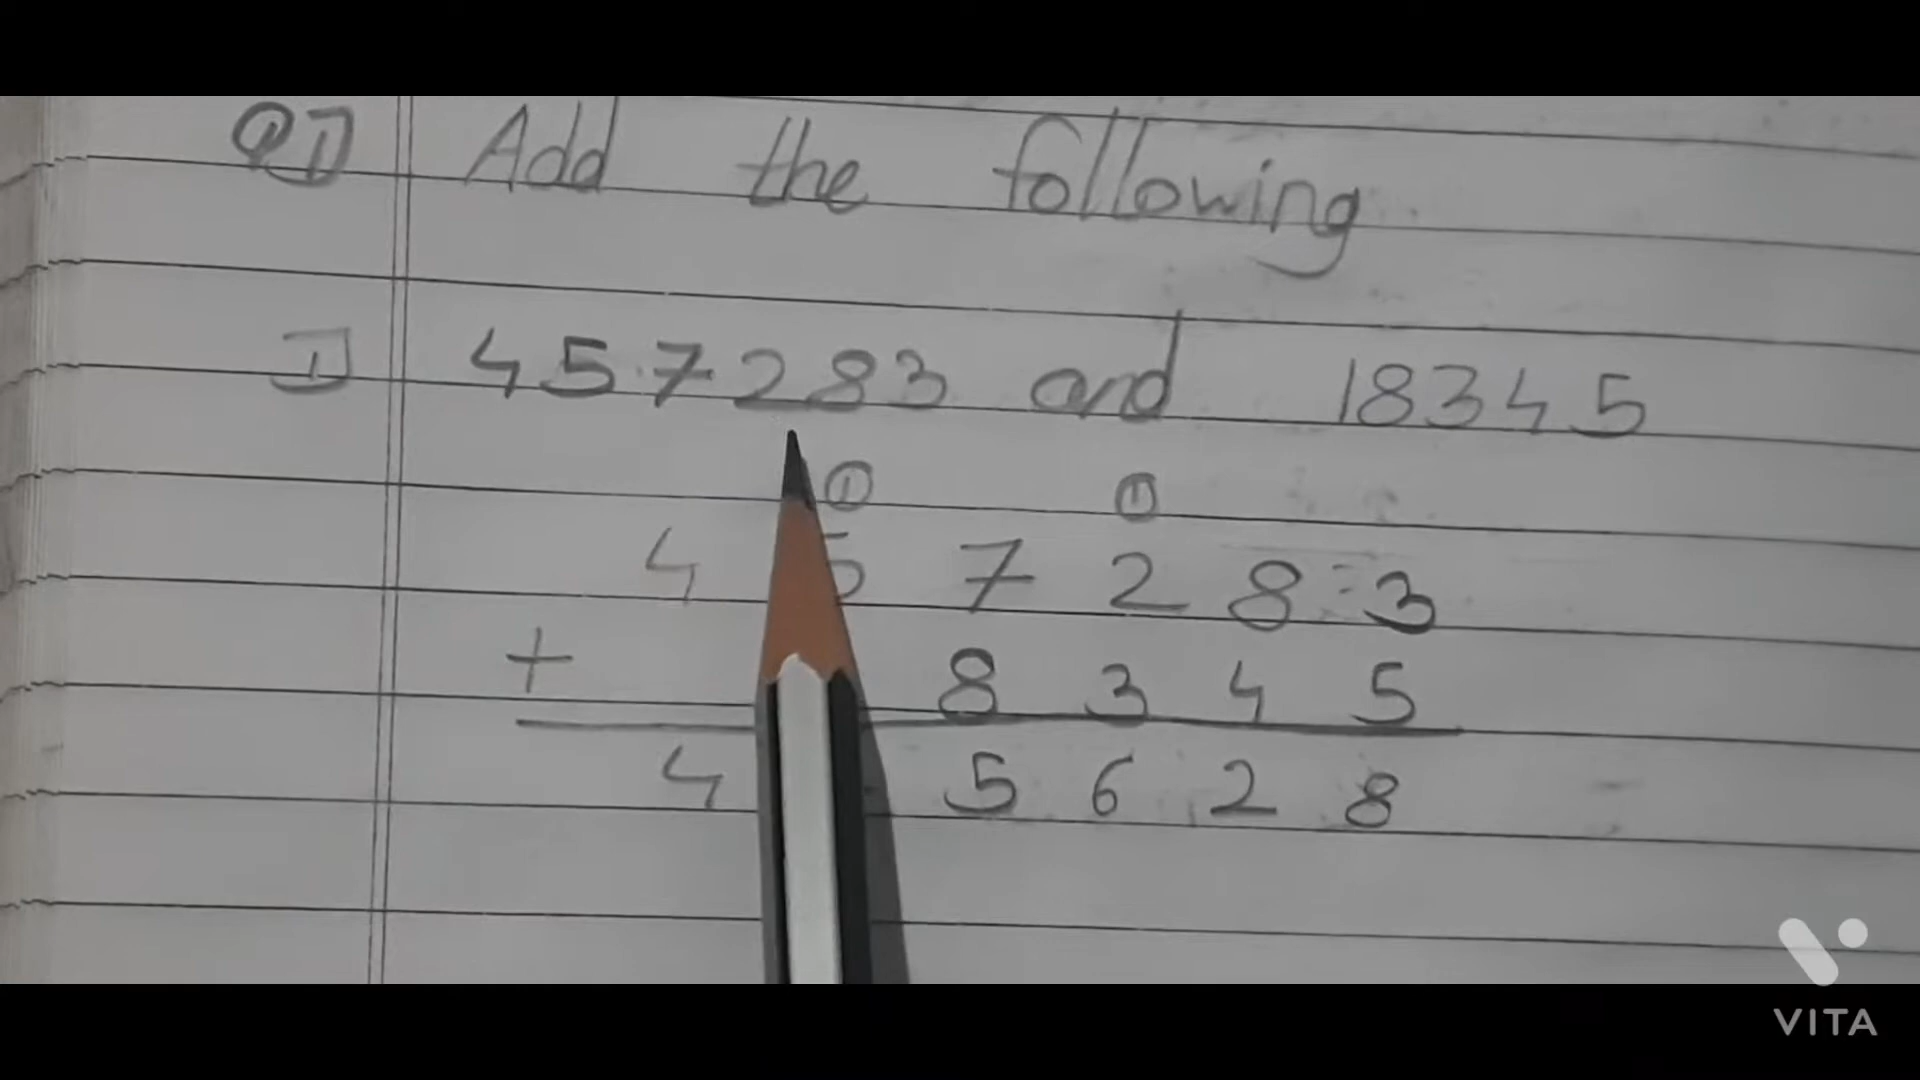 Q1 Add the following
1 457283 and 18345
1 1
4 5 7 2 8 3
+ 8 3 4 5
4 5 6 2 8
VITA